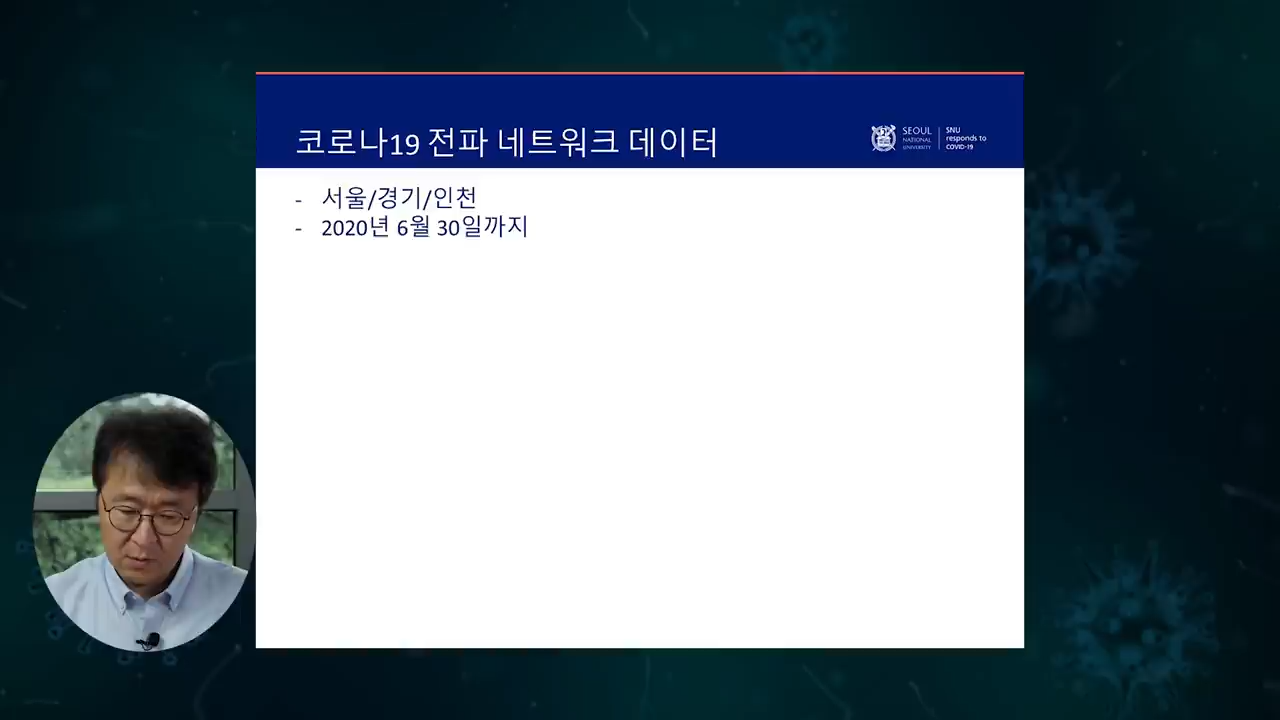 코로나19 전파 네트워크 데이터
SEOUL
NATIONAL
UNIVERSITY
SNU
responds to
COVID-19
- 서울/경기/인천
- 2020년 6월 30일까지